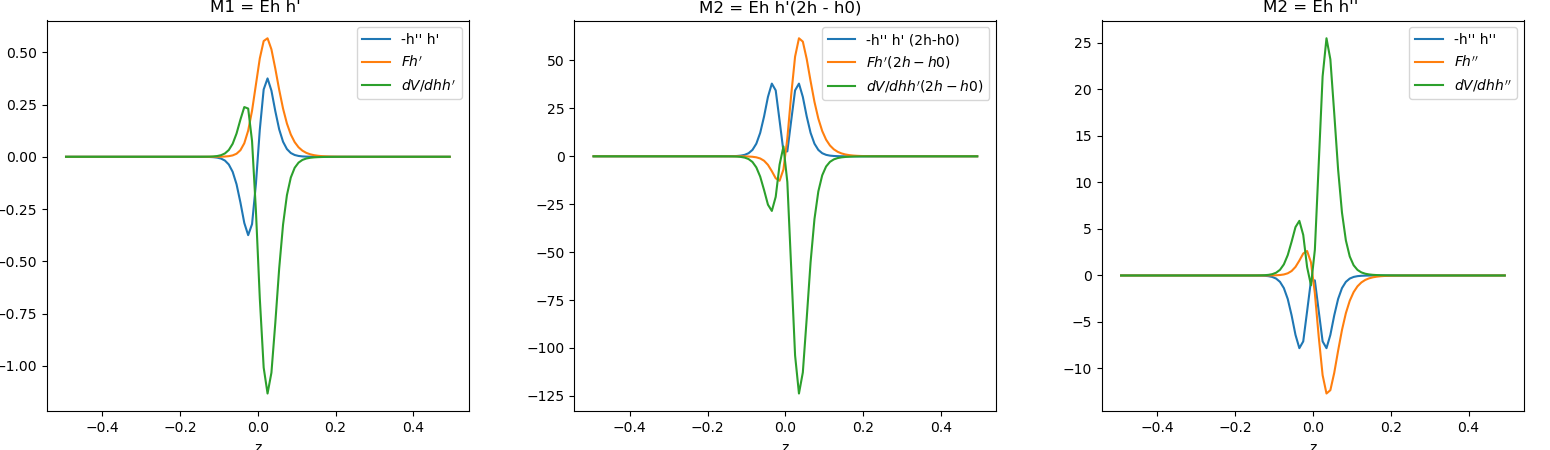 M1 = Eh h'
-h'' h'
Fh′
dV/dhh′
0.50
0.25
0.00
−0.25
−0.50
−0.75
−1.00
−0.4
−0.2
0.0
0.2
0.4
z
M2 = Eh h'(2h - h0)
-h'' h' (2h-h0)
Fh′(2h − h0)
dV/dhh′(2h − h0)
50
25
0
−25
−50
−75
−100
−125
−0.4
−0.2
0.0
0.2
0.4
z
M2 = Eh h''
-h'' h''
Fh″
dV/dhh″
25
20
15
10
5
0
−5
−10
−0.4
−0.2
0.0
0.2
0.4
z